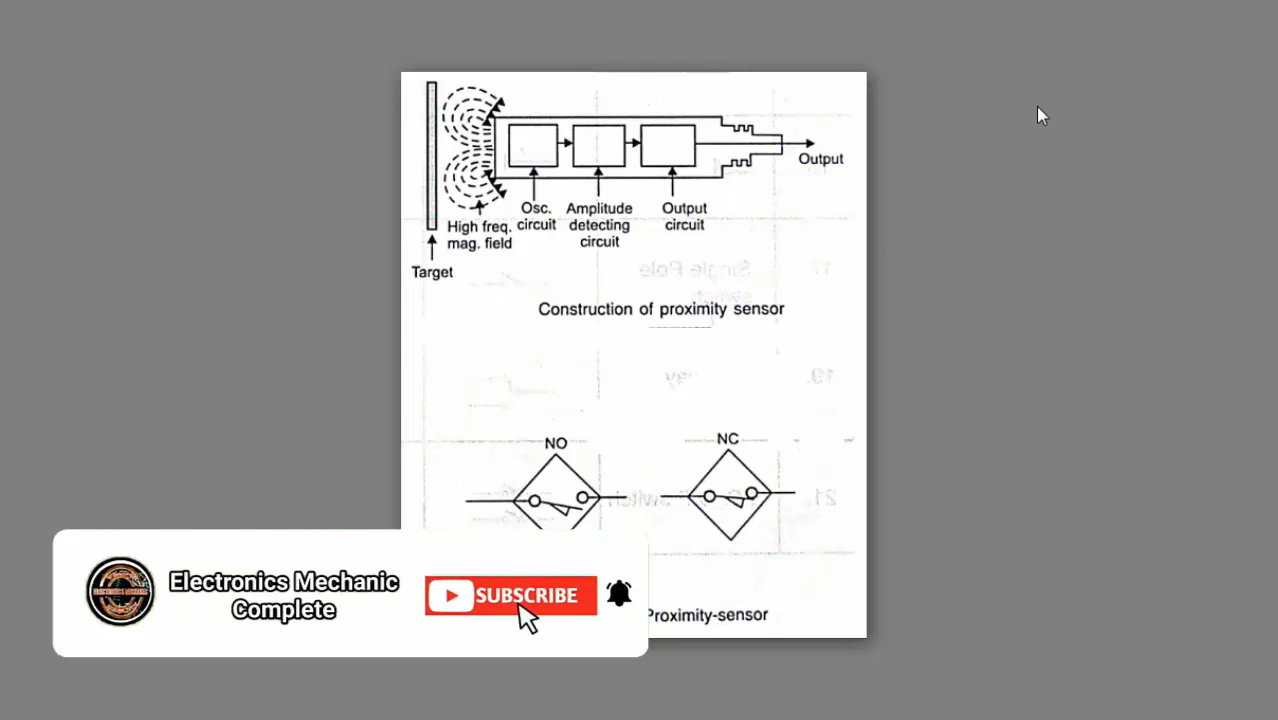 Output
Osc.
circuit
Amplitude
detecting
circuit
Output
circuit
High freq.
mag. field
Target
Construction of proximity sensor
NO
NC
Proximity-sensor
Electronics Mechanic
Complete
SUBSCRIBE